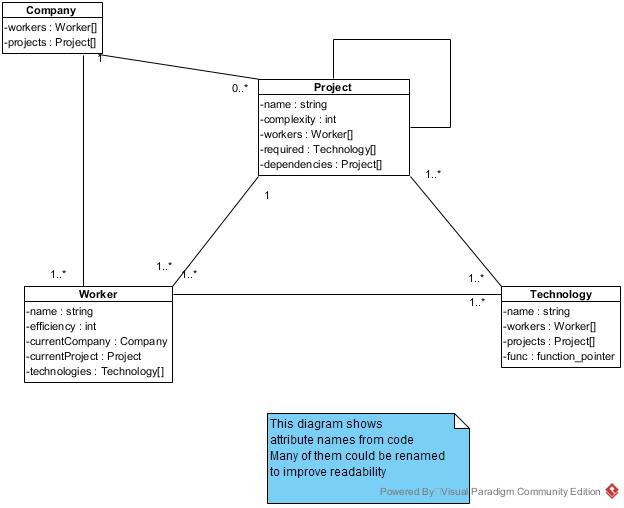 Company
-workers : Worker[]
-projects : Project[]
1
0..*
Project
-name : string
-complexity : int
-workers : Worker[]
-required : Technology[]
-dependencies : Project[]
1..*
1
1..*
1..*
1..*
1..*
1..*
Worker
-name : string
-efficiency : int
-currentCompany : Company
-currentProject : Project
-technologies : Technology[]
Technology
-name : string
-workers : Worker[]
-projects : Project[]
-func : function_pointer
This diagram shows
attribute names from code
Many of them could be renamed
to improve readability
Powered By Visual Paradigm Community Edition